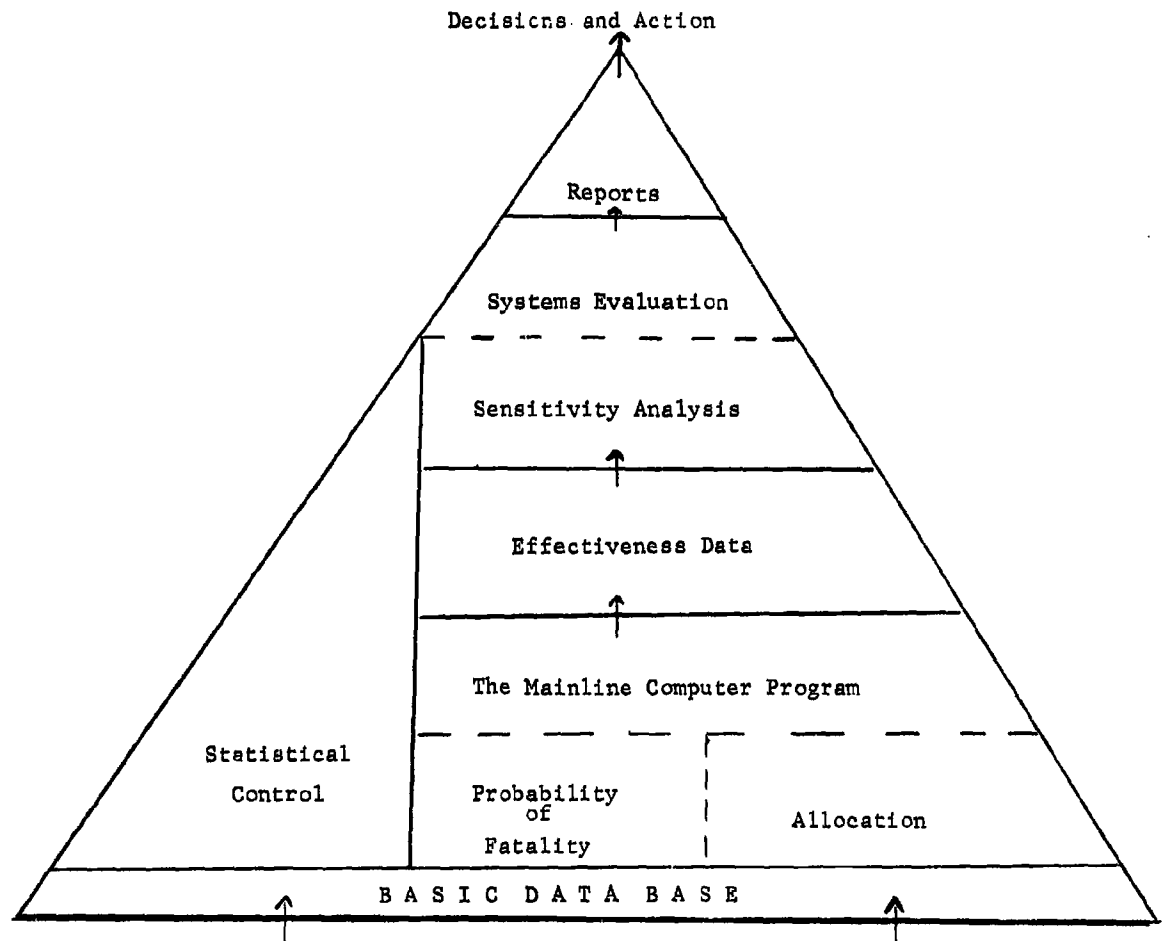 Decisions and Action
Reports
Systems Evaluation
Sensitivity Analysis
Effectiveness Data
The Mainline Computer Program
Statistical
Control
Probability
of
Fatality
Allocation
BASIC DATA BASE